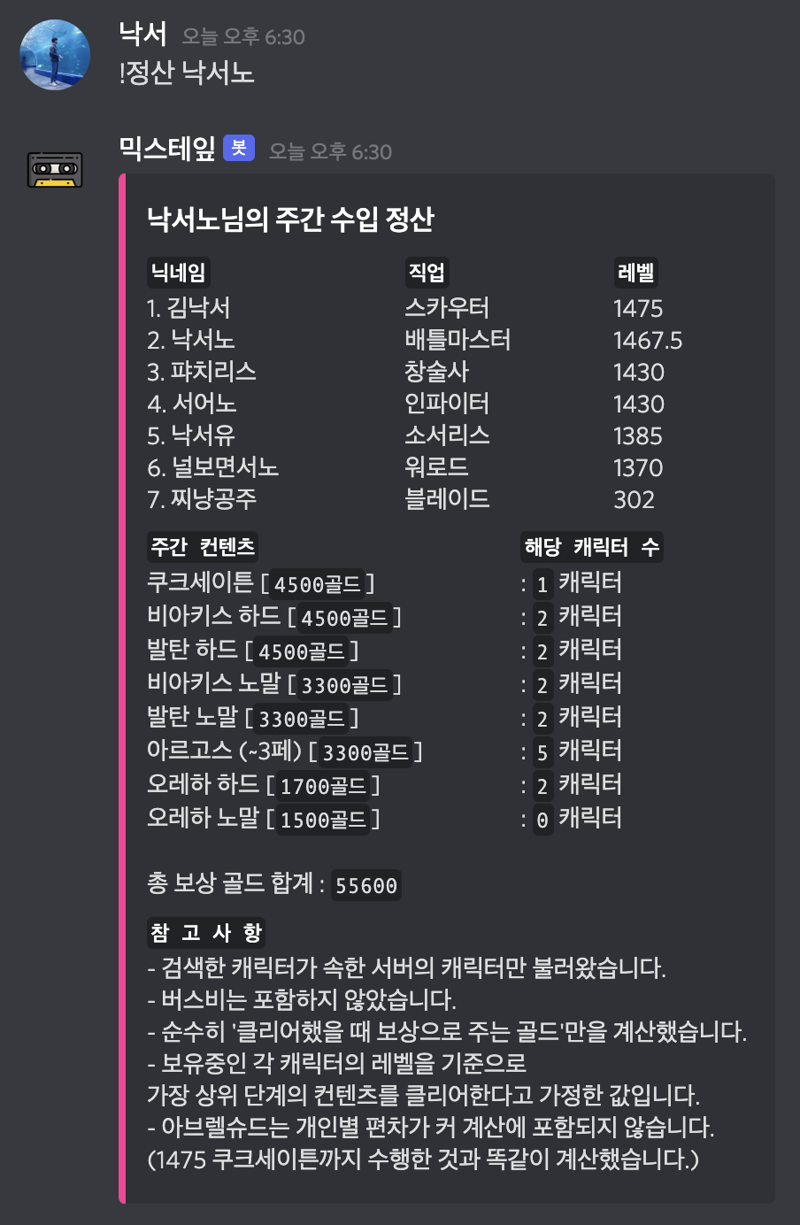 낙서 오늘 오후 6:30
!정산 낙서노
믹스테잎 봇 오늘 오후 6:30
낙서노님의 주간 수입 정산
닉네임 직업 레벨
1. 김낙서 스카우터 1475
2. 낙서노 배틀마스터 1467.5
3. 퍄치리스 창술사 1430
4. 서어노 인파이터 1430
5. 낙서유 소서리스 1385
6. 널보면서노 워로드 1370
7. 찌냥공주 블레이드 302
주간 컨텐츠 해당 캐릭터 수
쿠크세이튼 [4500골드] : 1 캐릭터
비아키스 하드 [4500골드] : 2 캐릭터
발탄 하드 [4500골드] : 2 캐릭터
비아키스 노말 [3300골드] : 2 캐릭터
발탄 노말 [3300골드] : 2 캐릭터
아르고스 (~3페) [3300골드] : 5 캐릭터
오레하 하드 [1700골드] : 2 캐릭터
오레하 노말 [1500골드] : 0 캐릭터
총 보상 골드 합계 : 55600
참 고 사 항
- 검색한 캐릭터가 속한 서버의 캐릭터만 불러왔습니다.
- 버스비는 포함하지 않았습니다.
- 순수히 '클리어했을 때 보상으로 주는 골드'만을 계산했습니다.
- 보유중인 각 캐릭터의 레벨을 기준으로
가장 상위 단계의 컨텐츠를 클리어한다고 가정한 값입니다.
- 아브렐슈드는 개인별 편차가 커 계산에 포함되지 않습니다.
(1475 쿠크세이튼까지 수행한 것과 똑같이 계산했습니다.)